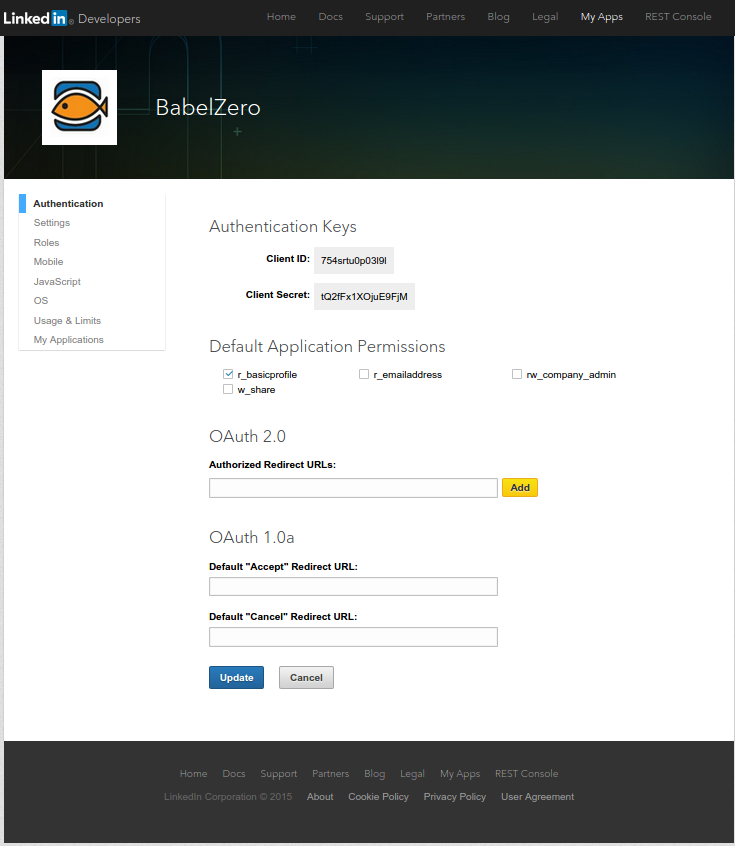 Linked in® Developers
Home Docs Support Partners Blog Legal My Apps REST Console
BabelZero
Authentication
Settings
Roles
Mobile
JavaScript
OS
Usage & Limits
My Applications
Authentication Keys
Client ID: 754srtu0p03l9l
Client Secret: tQ2fFx1XOjuE9FjM
Default Application Permissions
r_basicprofile r_emailaddress rw_company_admin
w_share
OAuth 2.0
Authorized Redirect URLs:
Add
OAuth 1.0a
Default "Accept" Redirect URL:
Default "Cancel" Redirect URL:
Update Cancel
Home Docs Support Partners Blog Legal My Apps REST Console
LinkedIn Corporation © 2015 About Cookie Policy Privacy Policy User Agreement